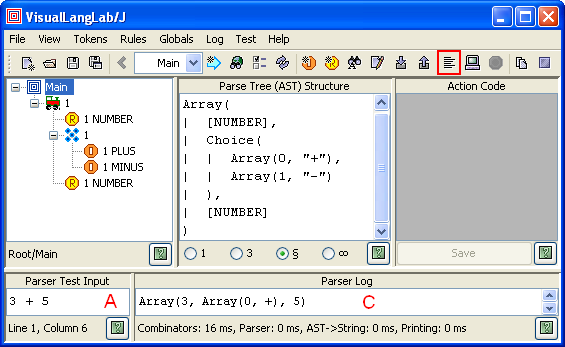 VisualLangLab/J
File View Tokens Rules Globals Log Test Help
Main
Main
1
1 NUMBER
1
1 PLUS
1 MINUS
1 NUMBER
Root/Main
Parse Tree (AST) Structure
Array(
| [NUMBER],
| Choice(
| | Array(0, "+"),
| | Array(1, "-")
| ),
| [NUMBER]
)
1 3 § ∞
Action Code
Save
Parser Test Input
3 + 5 A
Line 1, Column 6
Parser Log
Array(3, Array(0, +), 5) C
Combinators: 16 ms, Parser: 0 ms, AST->String: 0 ms, Printing: 0 ms